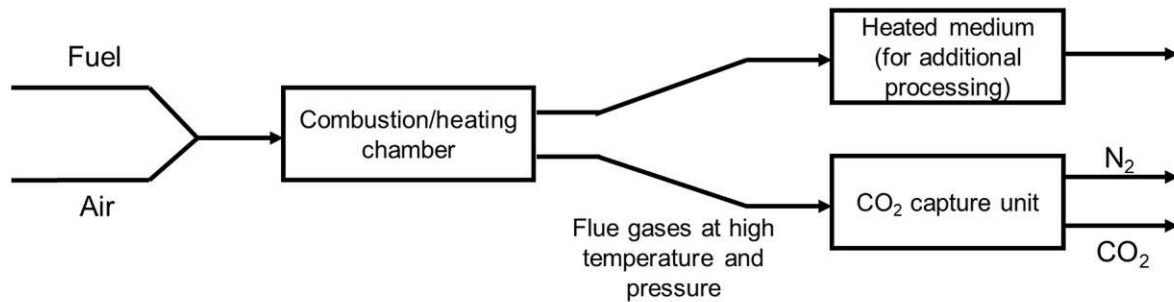 Fuel
Air
Combustion/heating
chamber
Heated medium
(for additional
processing)
Flue gases at high
temperature and
pressure
CO₂ capture unit
N₂
CO₂